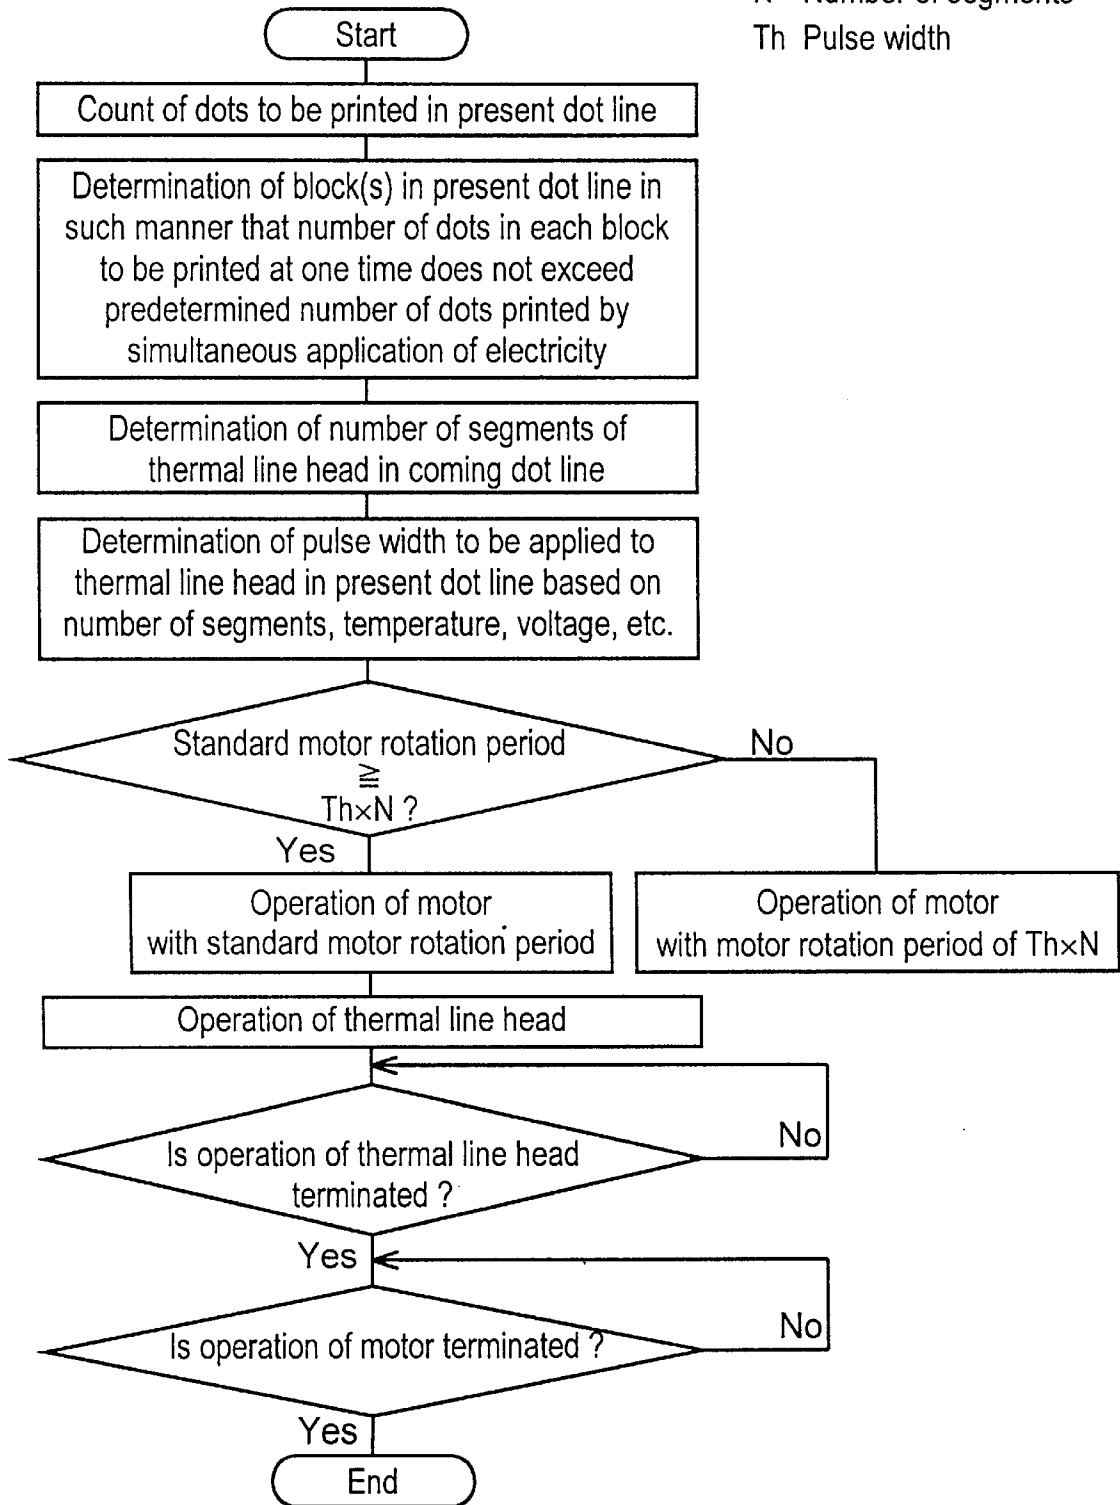 Number of segments
Th Pulse width
Start
Count of dots to be printed in present dot line
Determination of block(s) in present dot line in
such manner that number of dots in each block
to be printed at one time does not exceed
predetermined number of dots printed by
simultaneous application of electricity
Determination of number of segments of
thermal line head in coming dot line
Determination of pulse width to be applied to
thermal line head in present dot line based on
number of segments, temperature, voltage, etc.
Standard motor rotation period
≧
Th×N ?
No
Yes
Operation of motor
with standard motor rotation period
Operation of motor
with motor rotation period of Th×N
Operation of thermal line head
Is operation of thermal line head
terminated ?
No
Yes
Is operation of motor terminated ?
No
Yes
End